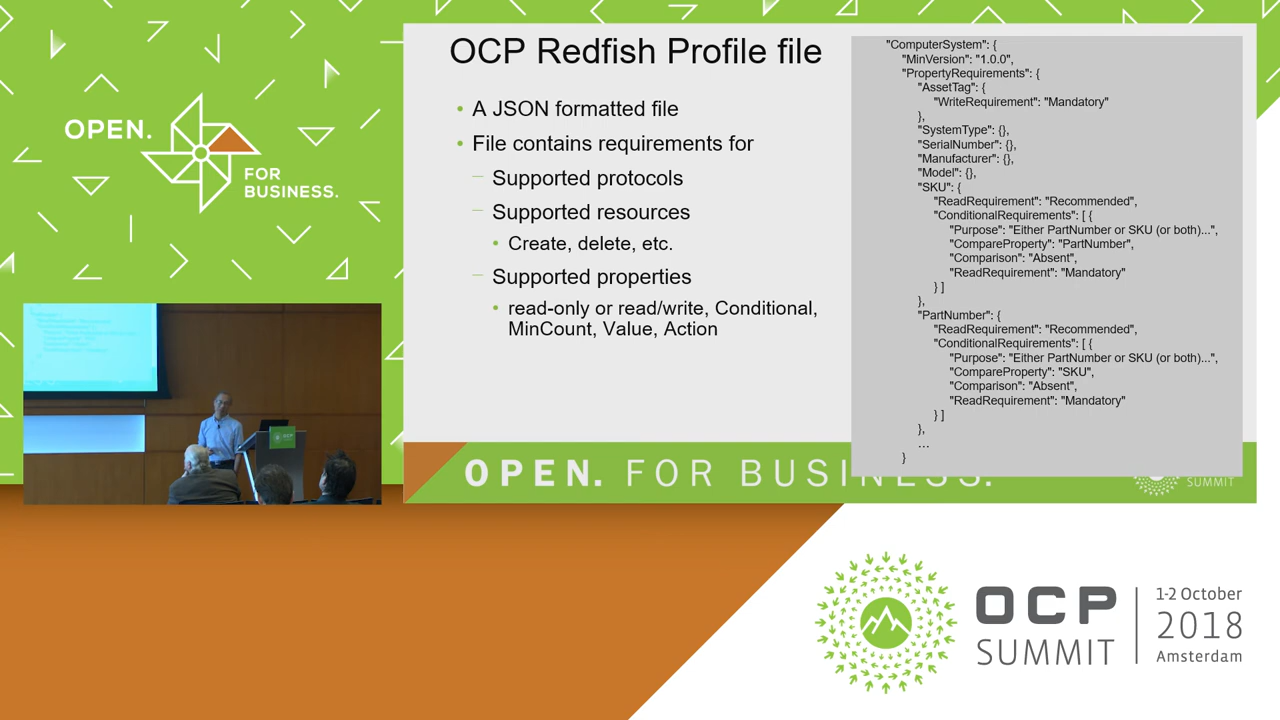 OPEN.
FOR
BUSINESS.
OCP Redfish Profile file
• A JSON formatted file
• File contains requirements for
– Supported protocols
– Supported resources
• Create, delete, etc.
– Supported properties
• read-only or read/write, Conditional,
MinCount, Value, Action
"ComputerSystem": {
"MinVersion": "1.0.0",
"PropertyRequirements": {
"AssetTag": {
"WriteRequirement": "Mandatory"
},
"SystemType": {},
"SerialNumber": {},
"Manufacturer": {},
"Model": {},
"SKU": {
"ReadRequirement": "Recommended",
"ConditionalRequirements": [ {
"Purpose": "Either PartNumber or SKU (or both)...",
"CompareProperty": "PartNumber",
"Comparison": "Absent",
"ReadRequirement": "Mandatory"
} ]
},
"PartNumber": {
"ReadRequirement": "Recommended",
"ConditionalRequirements": [ {
"Purpose": "Either PartNumber or SKU (or both)...",
"CompareProperty": "SKU",
"Comparison": "Absent",
"ReadRequirement": "Mandatory"
} ]
},
...
}
OPEN. FOR BUSINESS.
SUMMIT
OCP
OCP
SUMMIT
1-2 October
2018
Amsterdam